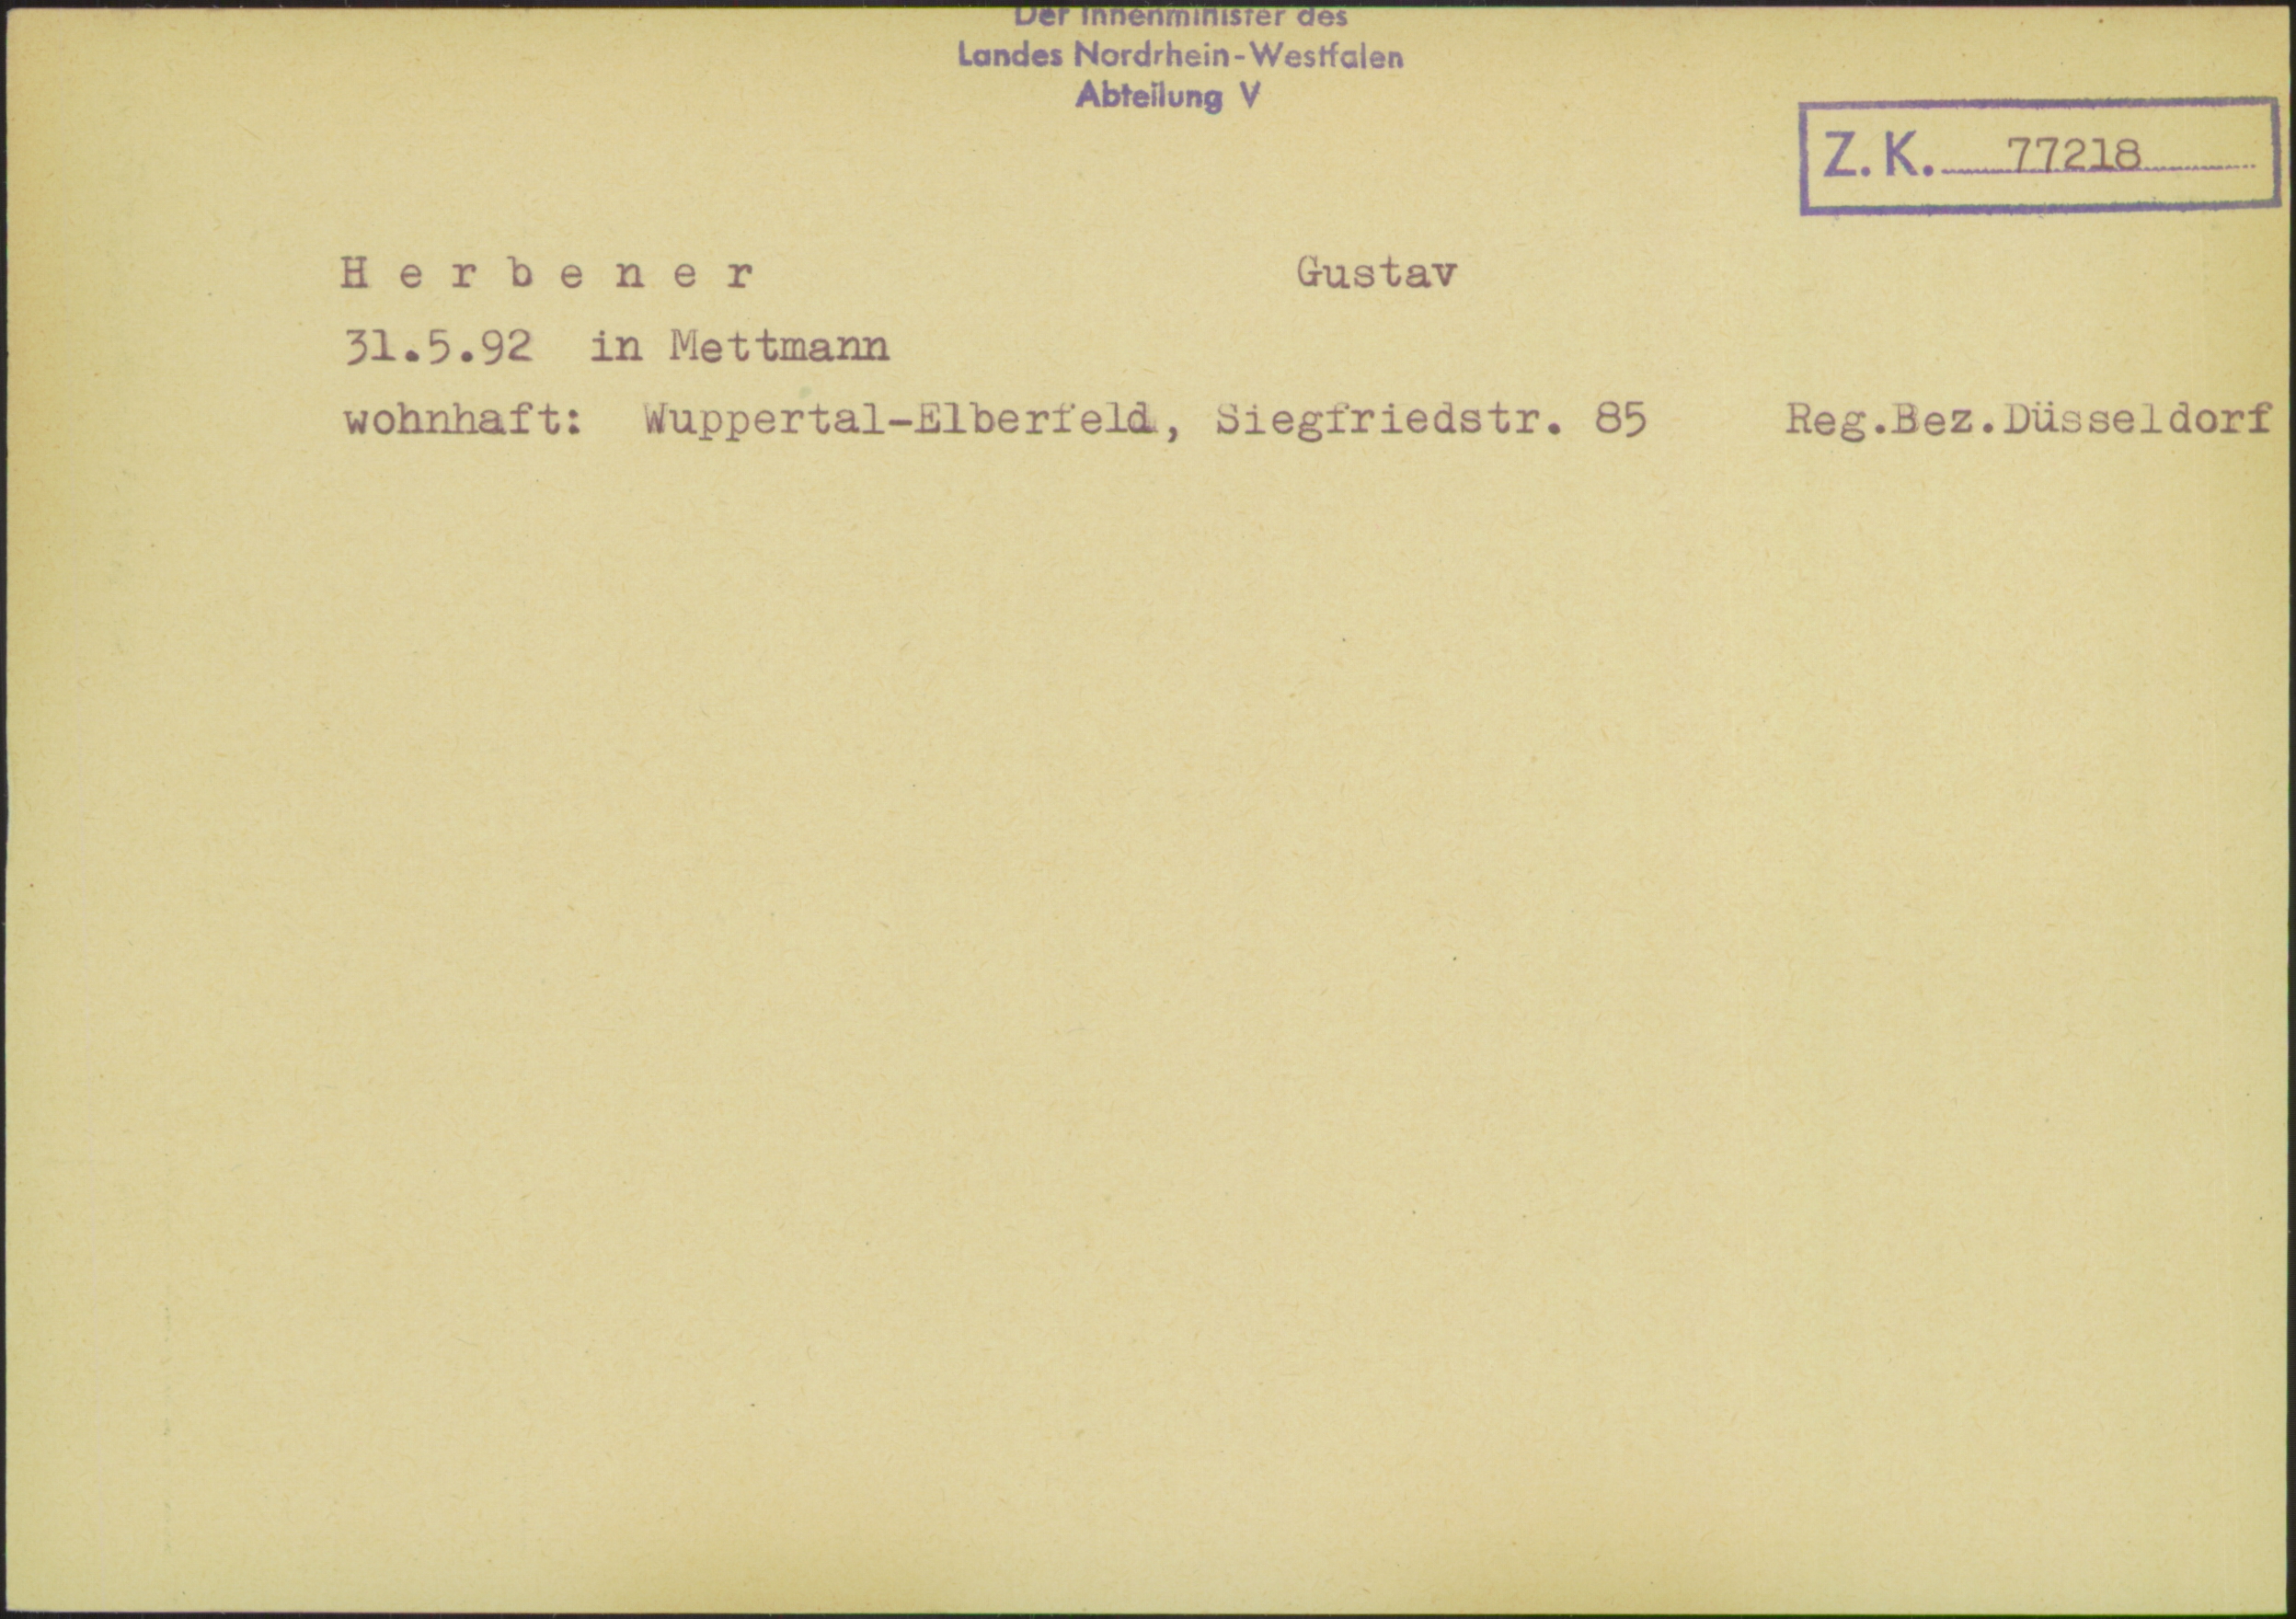 Der Innenminister des
Landes Nordrhein-Westfalen
Abteilung V
Z.K. 77218
H e r b e n e r Gustav
31.5.92 in Mettmann
wohnhaft: Wuppertal-Elberfeld, Siegfriedstr. 85 Reg.Bez.Düsseldorf